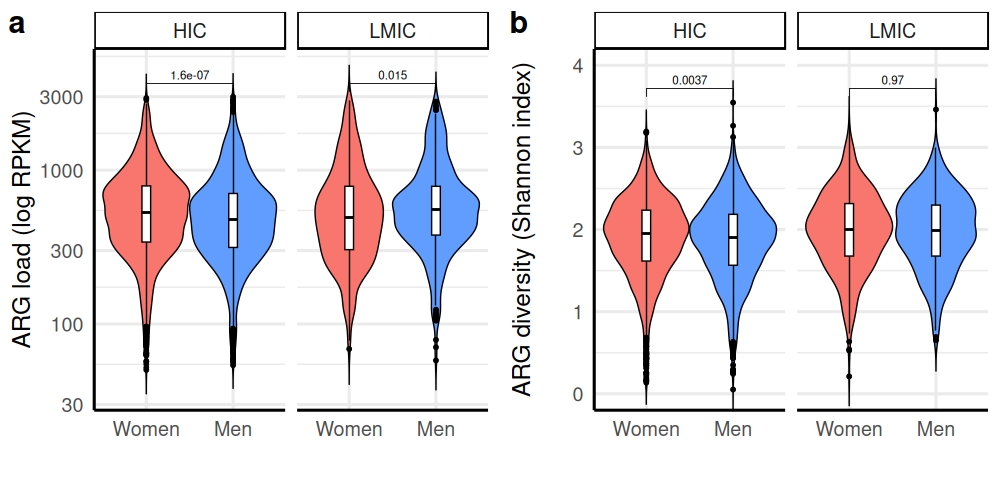 a
HIC
LMIC
ARG load (log RPKM)
3000
1000
300
100
30
1.6e-07
0.015
Women
Men
Women
Men
b
HIC
LMIC
ARG diversity (Shannon index)
4
3
2
1
0
0.0037
0.97
Women
Men
Women
Men